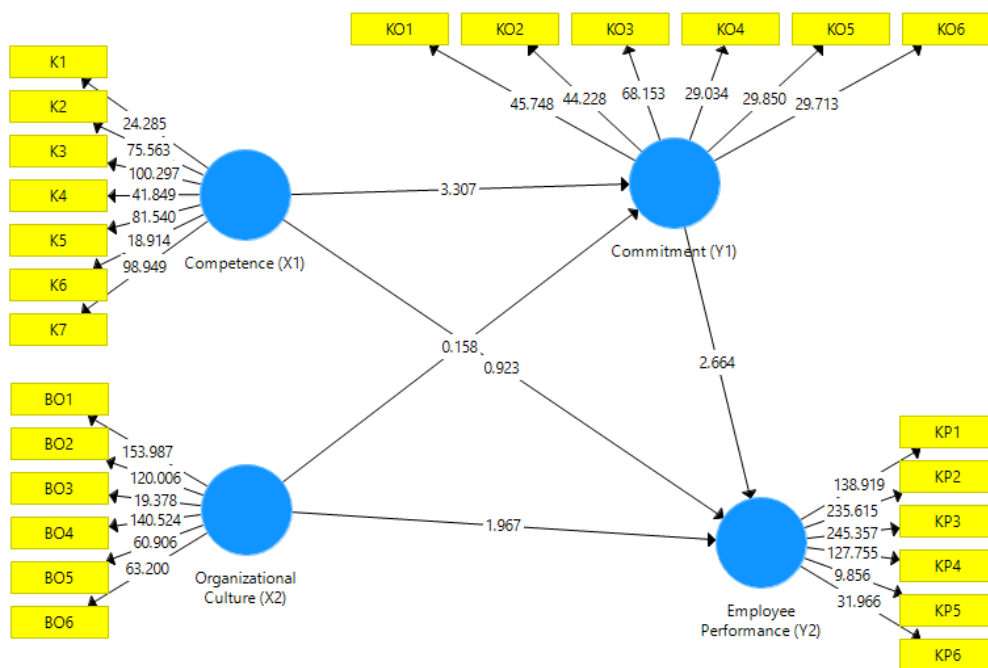 KO1
KO2
KO3
KO4
KO5
KO6
45.748
44.228
68.153
29.034
29.850
29.713
K1
K2
K3
K4
K5
K6
K7
24.285
75.563
100.297
41.849
81.540
18.914
98.949
Competence (X1)
3.307
Commitment (Y1)
0.158
0.923
2.664
BO1
BO2
BO3
BO4
BO5
BO6
153.987
120.006
19.378
140.524
60.906
63.200
Organizational
Culture (X2)
1.967
Employee
Performance (Y2)
138.919
235.615
245.357
127.755
9.856
31.966
KP1
KP2
KP3
KP4
KP5
KP6